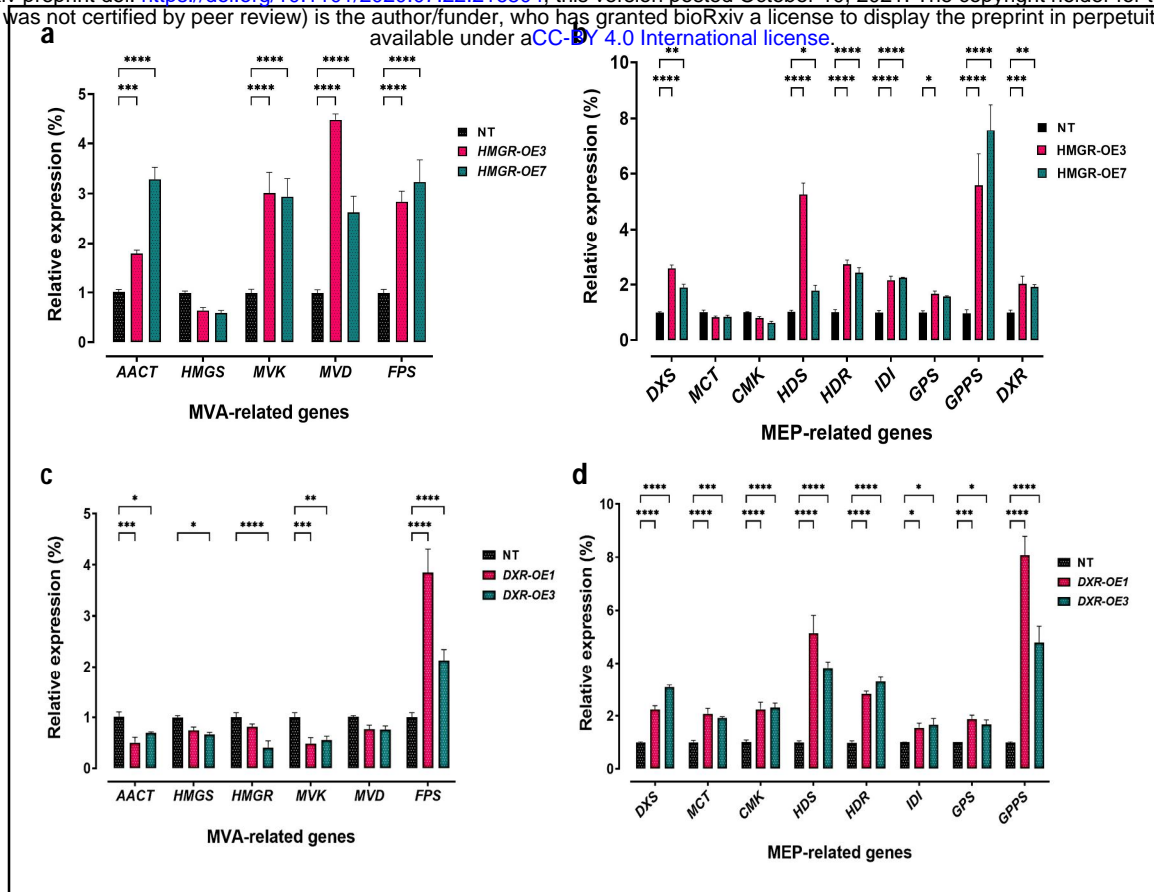 was not certified by peer review) is the author/funder, who has granted bioRxiv a license to display the preprint in
available under aCC-BY 4.0 International license.
a
b
**** **** **** ****
*** **** **** ****
5
4
3
2
1
0
Relative expression (%)
NT
HMGR-OE3
HMGR-OE7
AACT HMGS MVK MVD FPS
MVA-related genes
** * **** **** **** **
**** **** **** **** * **** ***
10
8
6
4
2
0
Relative expression (%)
NT
HMGR-OE3
HMGR-OE7
DXS MCT CMK HDS HDR IDI GPS GPPS DXR
MEP-related genes
c
* ** ****
*** * **** *** ****
5
4
3
2
1
0
Relative expression (%)
NT
DXR-OE1
DXR-OE3
AACT HMGS HMGR MVK MVD FPS
MVA-related genes
d
**** *** **** **** **** * * ****
**** **** **** **** **** * *** ****
10
8
6
4
2
0
Relative expression (%)
NT
DXR-OE1
DXR-OE3
DXS MCT CMK HDS HDR IDI GPS GPPS
MEP-related genes